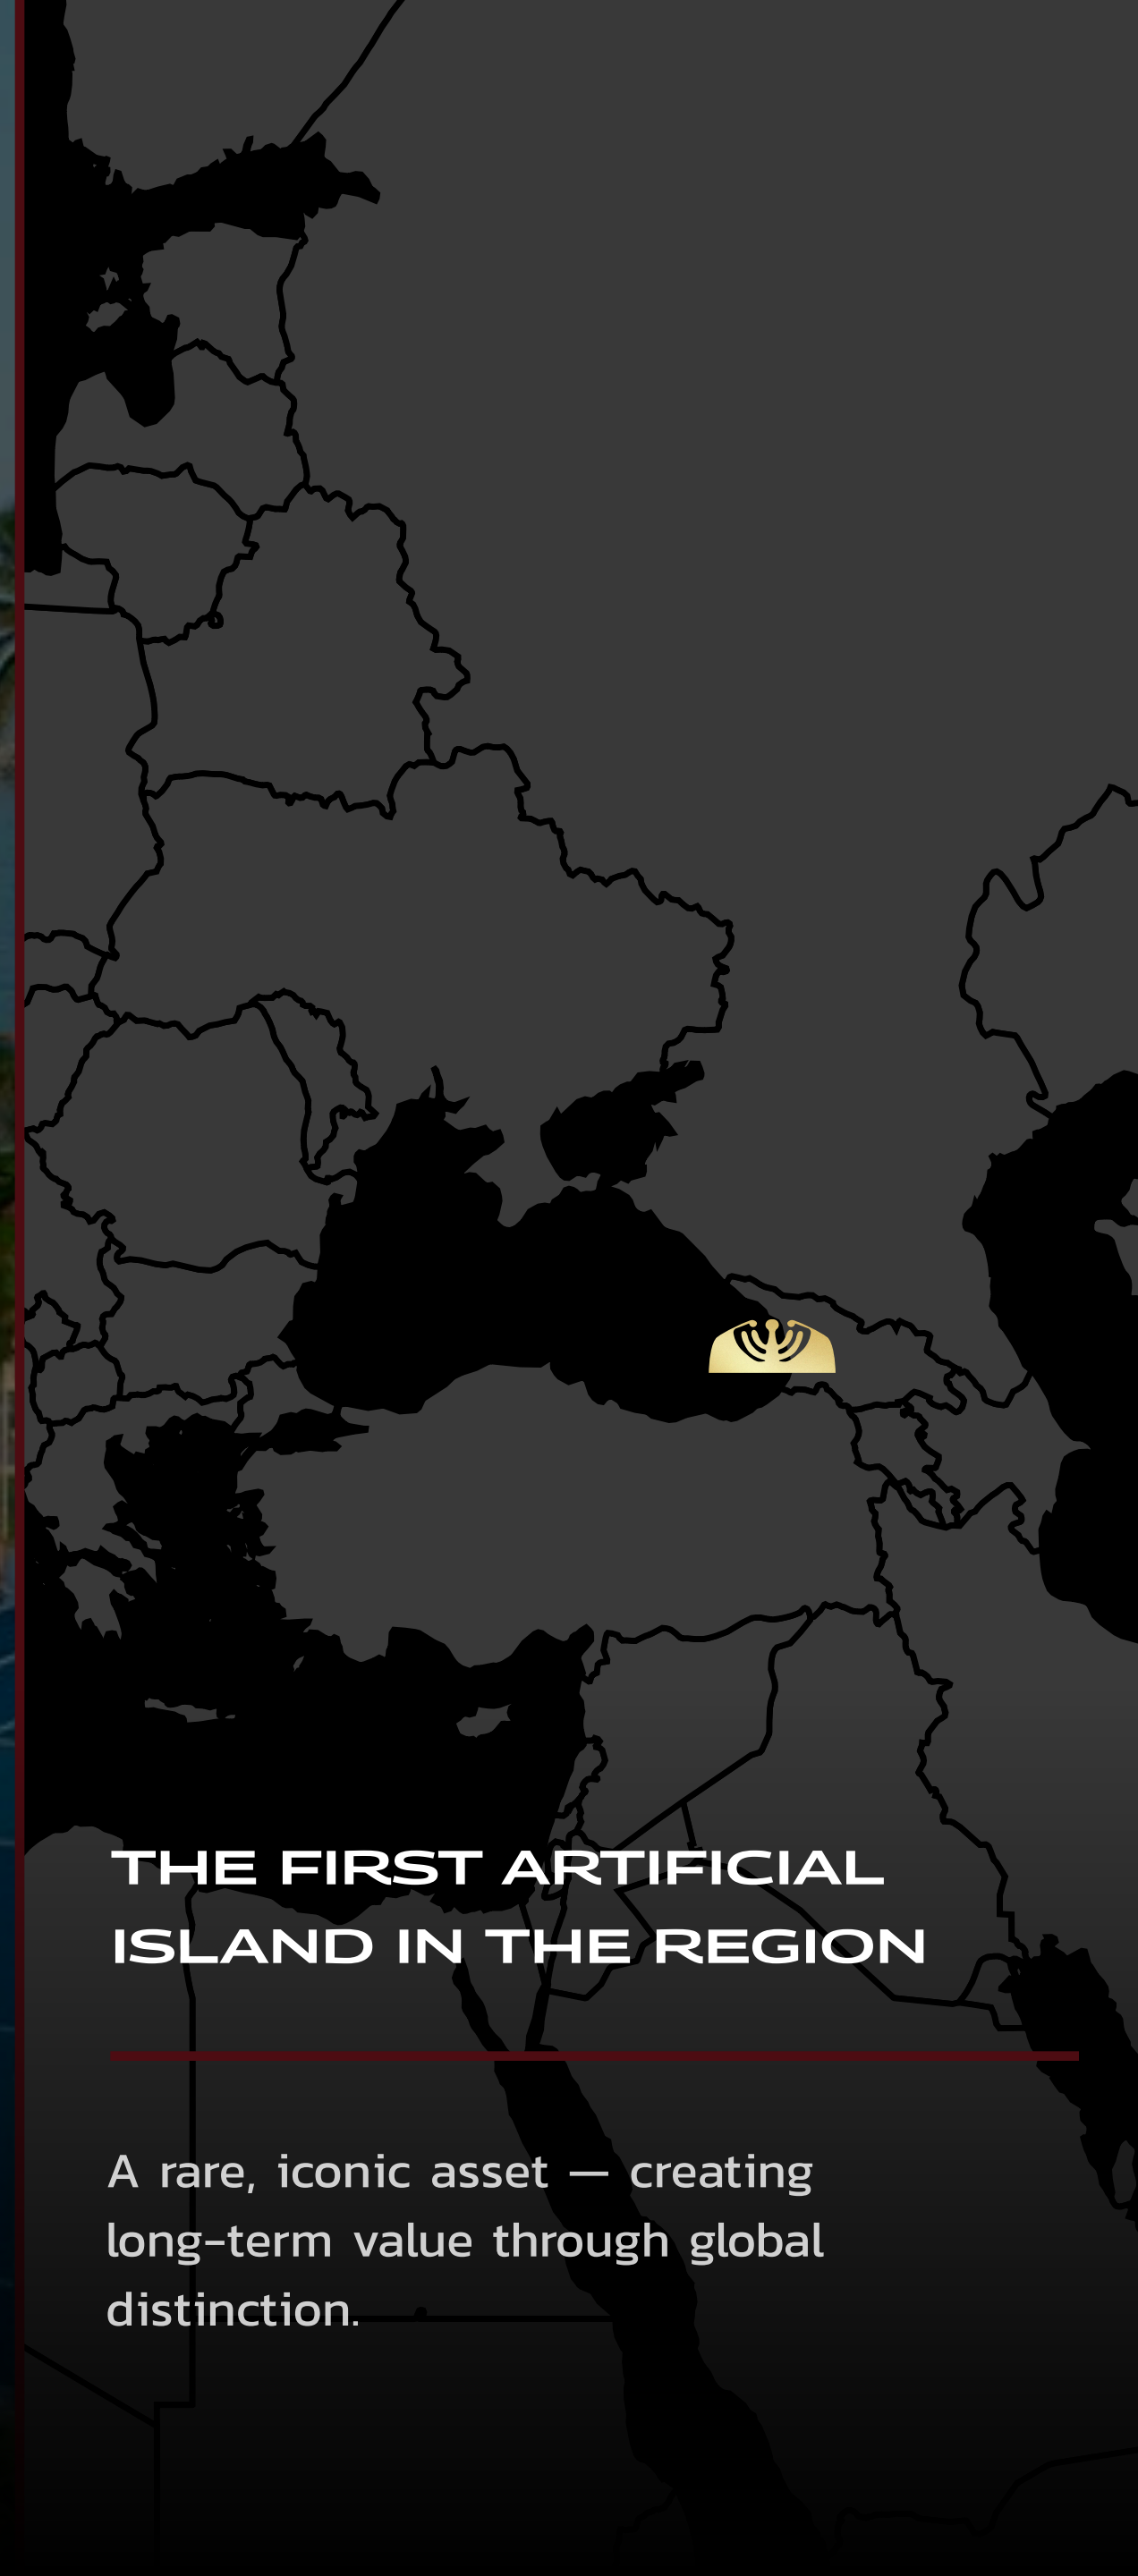 THE FIRST ARTIFICIAL
ISLAND IN THE REGION
A rare, iconic asset — creating
long-term value through global
distinction.